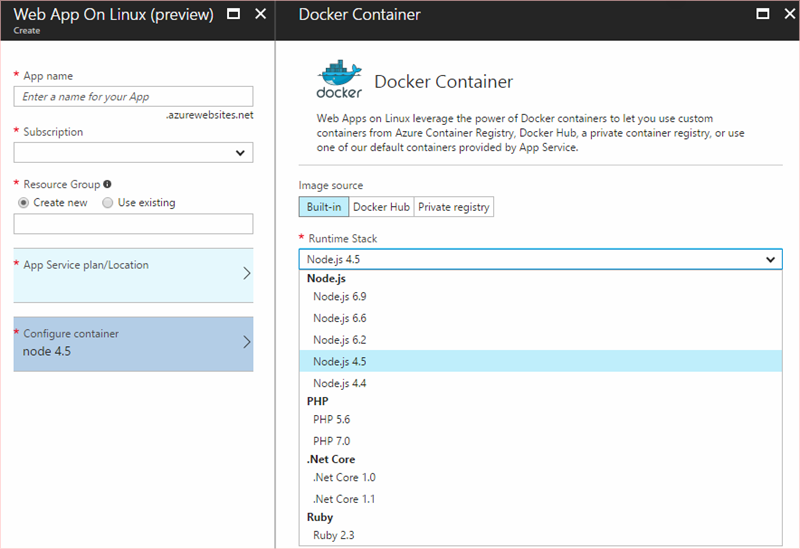 Web App On Linux (preview)
Create
* App name
Enter a name for your App
.azurewebsites.net
* Subscription
* Resource Group
Create new
Use existing
* App Service plan/Location
* Configure container
node 4.5
Docker Container
docker
Docker Container
Web Apps on Linux leverage the power of Docker containers to let you use custom
containers from Azure Container Registry, Docker Hub, a private container registry, or use
one of our default containers provided by App Service.
Image source
Built-in
Docker Hub
Private registry
* Runtime Stack
Node.js 4.5
Node.js
Node.js 6.9
Node.js 6.6
Node.js 6.2
Node.js 4.5
Node.js 4.4
PHP
PHP 5.6
PHP 7.0
.Net Core
.Net Core 1.0
.Net Core 1.1
Ruby
Ruby 2.3